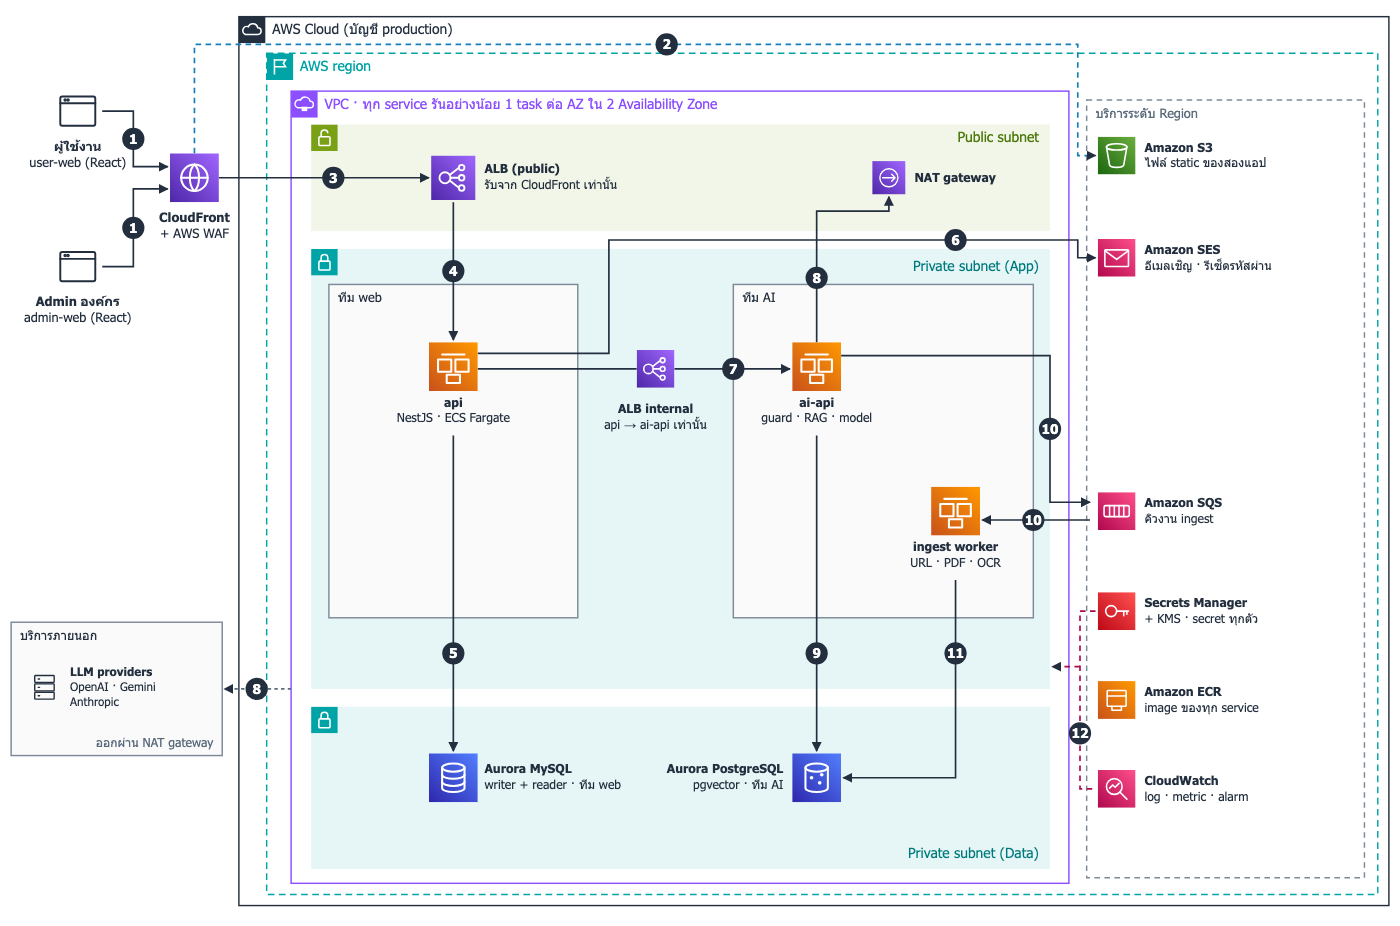 AWS Cloud (บัญชี production)
2
AWS region
VPC · ทุก service รันอย่างน้อย 1 task ต่อ AZ ใน 2 Availability Zone
บริการระดับ Region
Public subnet
1
ผู้ใช้งาน
user-web (React)
CloudFront
+ AWS WAF
1
Admin องค์กร
admin-web (React)
3
ALB (public)
รับจาก CloudFront เท่านั้น
NAT gateway
Amazon S3
ไฟล์ static ของสองแอป
6
Amazon SES
อีเมลเชิญ · รีเซ็ตรหัสผ่าน
Private subnet (App)
4
8
ทีม web
ทีม AI
api
NestJS · ECS Fargate
ALB internal
api → ai-api เท่านั้น
7
ai-api
guard · RAG · model
10
Amazon SQS
คิวงาน ingest
10
ingest worker
URL · PDF · OCR
Secrets Manager
+ KMS · secret ทุกตัว
5
9
11
บริการภายนอก
LLM providers
OpenAI · Gemini
Anthropic
ออกผ่าน NAT gateway
8
Amazon ECR
image ของทุก service
12
Aurora MySQL
writer + reader · ทีม web
Aurora PostgreSQL
pgvector · ทีม AI
CloudWatch
log · metric · alarm
Private subnet (Data)